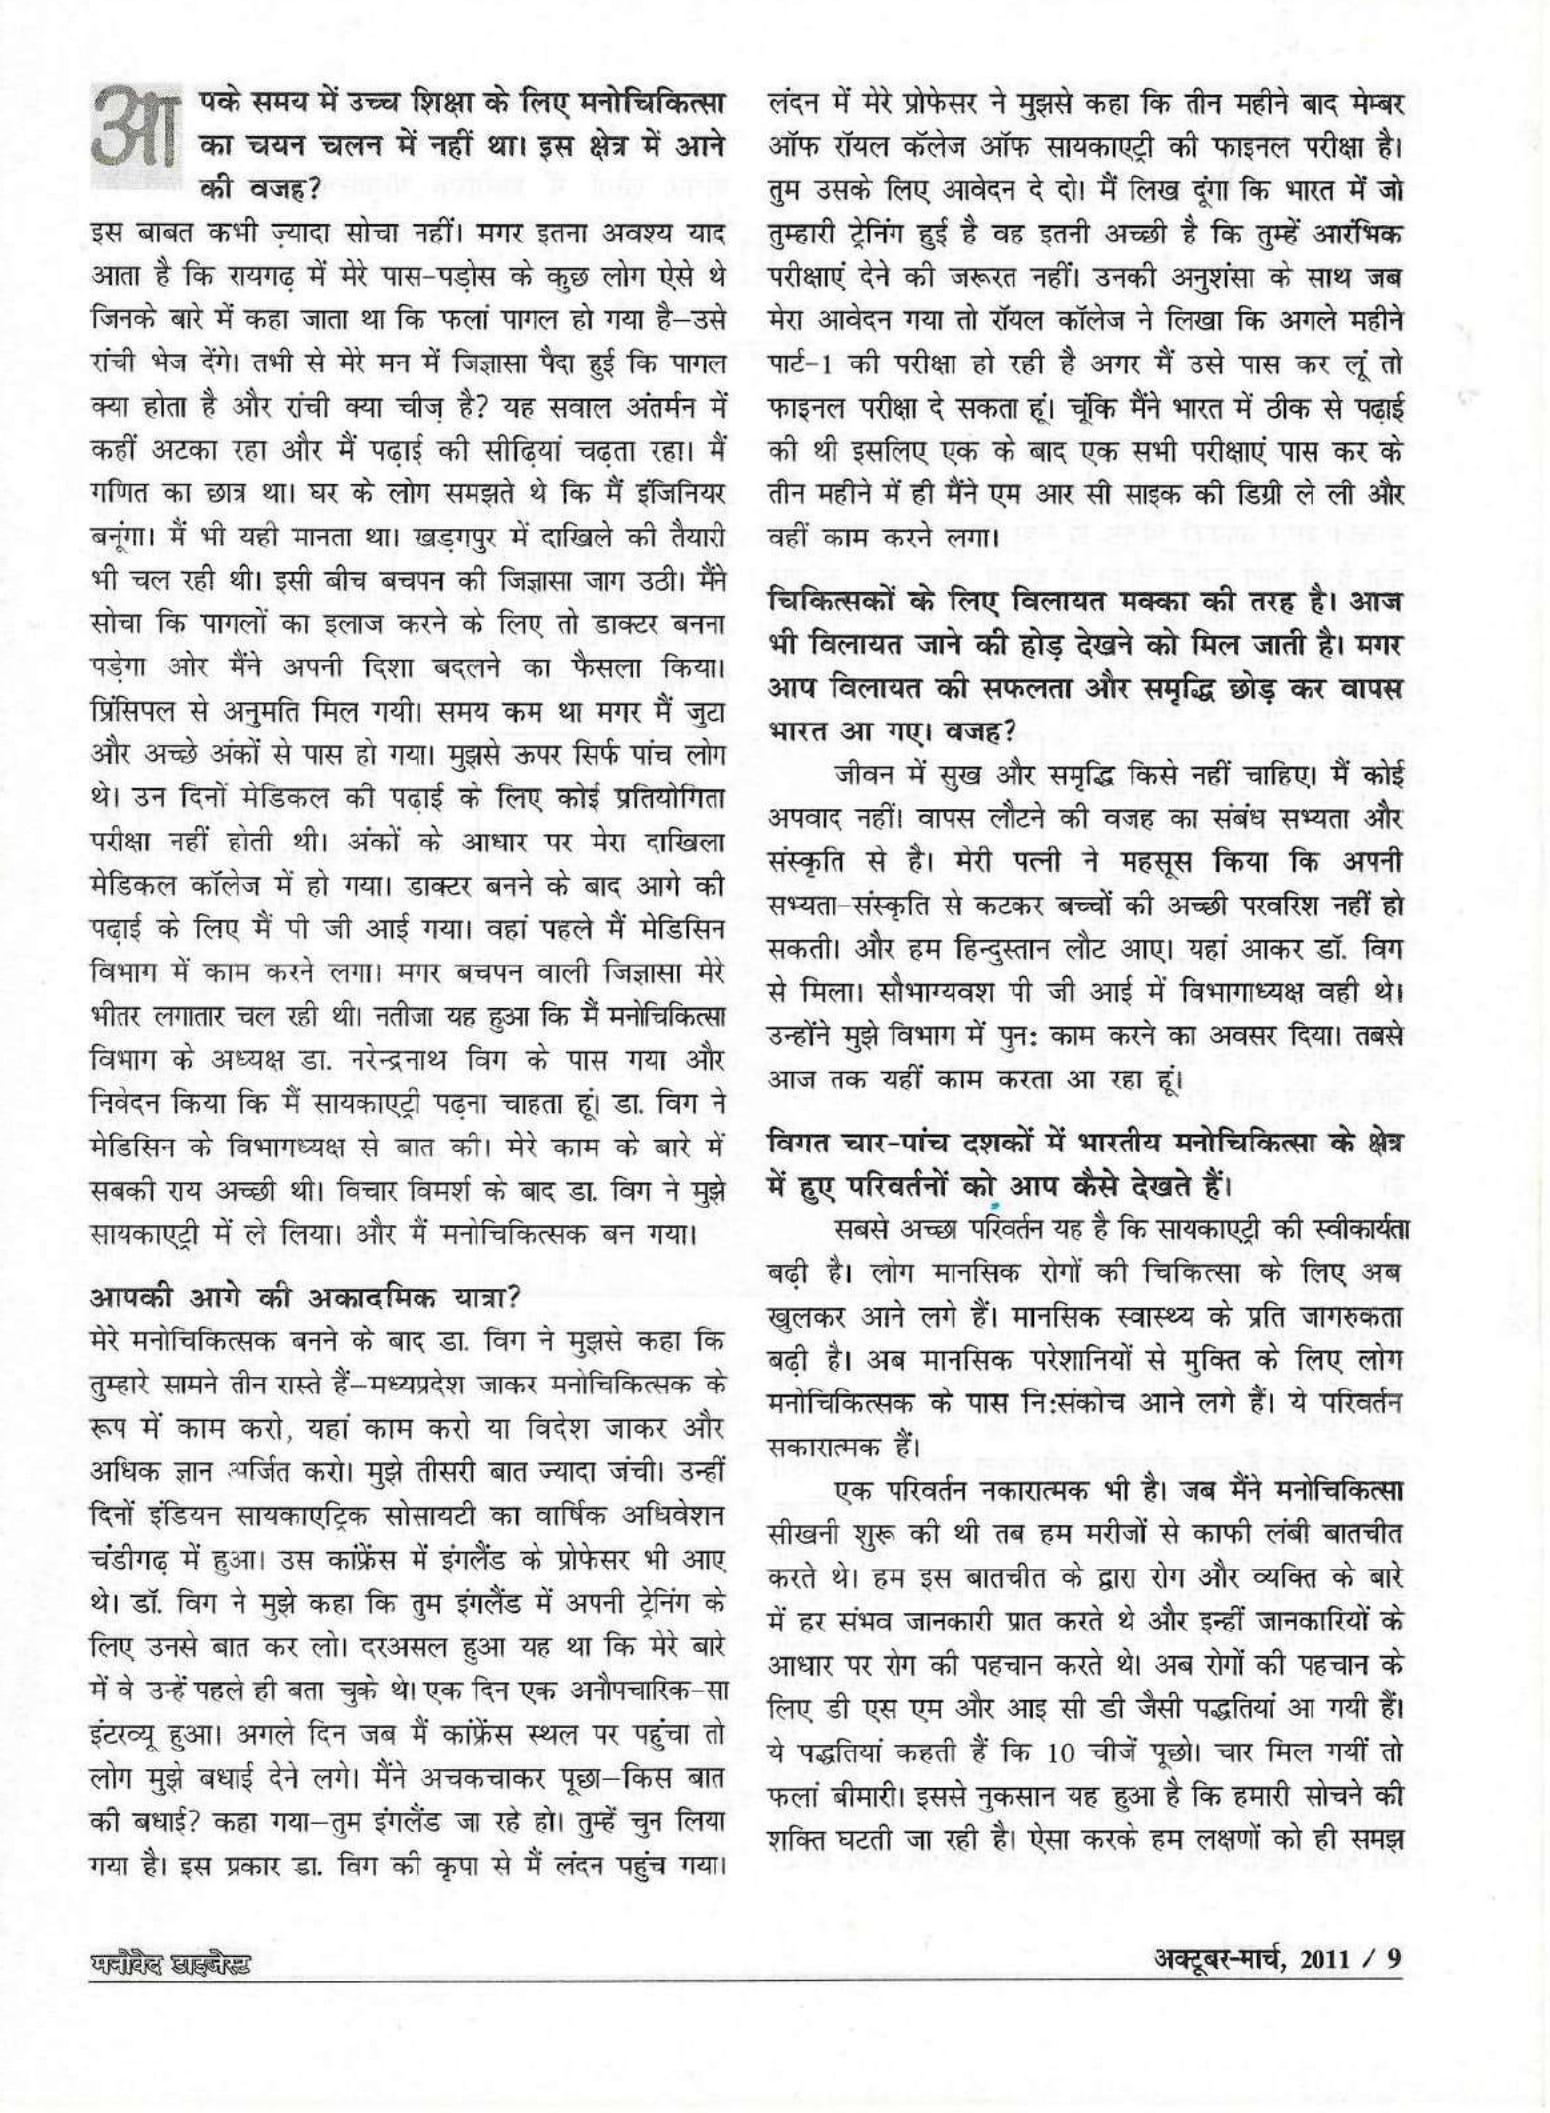 आपके समय में उच्च शिक्षा के लिए मनोचिकित्सा
का चयन चलन में नहीं था। इस क्षेत्र में आने
की वजह?
इस बाबत कभी ज़्यादा सोचा नहीं। मगर इतना अवश्य याद
आता है कि रायगढ़ में मेरे पास-पड़ोस के कुछ लोग ऐसे थे
जिनके बारे में कहा जाता था कि फलां पागल हो गया है—उसे
रांची भेज देंगे। तभी से मेरे मन में जिज्ञासा पैदा हुई कि पागल
क्या होता है और रांची क्या चीज़ है? यह सवाल अंतर्मन में
कहीं अटका रहा और मैं पढ़ाई की सीढ़ियां चढ़ता रहा। मैं
गणित का छात्र था। घर के लोग समझते थे कि मैं इंजिनियर
बनूंगा। मैं भी यही मानता था। खड़गपुर में दाखिले की तैयारी
भी चल रही थी। इसी बीच बचपन की जिज्ञासा जाग उठी। मैंने
सोचा कि पागलों का इलाज करने के लिए तो डाक्टर बनना
पड़ेगा ओर मैंने अपनी दिशा बदलने का फैसला किया।
प्रिंसिपल से अनुमति मिल गयी। समय कम था मगर मैं जुटा
और अच्छे अंकों से पास हो गया। मुझसे ऊपर सिर्फ पांच लोग
थे। उन दिनों मेडिकल की पढ़ाई के लिए कोई प्रतियोगिता
परीक्षा नहीं होती थी। अंकों के आधार पर मेरा दाखिला
मेडिकल कॉलेज में हो गया। डाक्टर बनने के बाद आगे की
पढ़ाई के लिए मैं पी जी आई गया। वहां पहले मैं मेडिसिन
विभाग में काम करने लगा। मगर बचपन वाली जिज्ञासा मेरे
भीतर लगातार चल रही थी। नतीजा यह हुआ कि मैं मनोचिकित्सा
विभाग के अध्यक्ष डा. नरेन्द्रनाथ विग के पास गया और
निवेदन किया कि मैं सायकाएट्री पढ़ना चाहता हूं। डा. विग ने
मेडिसिन के विभागध्यक्ष से बात की। मेरे काम के बारे में
सबकी राय अच्छी थी। विचार विमर्श के बाद डा. विग ने मुझे
सायकाएट्री में ले लिया। और मैं मनोचिकित्सक बन गया।
आपकी आगे की अकादमिक यात्रा?
मेरे मनोचिकित्सक बनने के बाद डा. विग ने मुझसे कहा कि
तुम्हारे सामने तीन रास्ते हैं—मध्यप्रदेश जाकर मनोचिकित्सक के
रूप में काम करो, यहां काम करो या विदेश जाकर और
अधिक ज्ञान अर्जित करो। मुझे तीसरी बात ज्यादा जंची। उन्हीं
दिनों इंडियन सायकाएट्रिक सोसायटी का वार्षिक अधिवेशन
चंडीगढ़ में हुआ। उस कांफ्रेंस में इंगलैंड के प्रोफेसर भी आए
थे। डॉ. विग ने मुझे कहा कि तुम इंगलैंड में अपनी ट्रेनिंग के
लिए उनसे बात कर लो। दरअसल हुआ यह था कि मेरे बारे
में वे उन्हें पहले ही बता चुके थे। एक दिन एक अनौपचारिक-सा
इंटरव्यू हुआ। अगले दिन जब मैं कांफ्रेंस स्थल पर पहुंचा तो
लोग मुझे बधाई देने लगे। मैंने अचकचाकर पूछा—किस बात
की बधाई? कहा गया—तुम इंगलैंड जा रहे हो। तुम्हें चुन लिया
गया है। इस प्रकार डा. विग की कृपा से मैं लंदन पहुंच गया।
लंदन में मेरे प्रोफेसर ने मुझसे कहा कि तीन महीने बाद मेम्बर
ऑफ रॉयल कॉलेज ऑफ सायकाएट्री की फाइनल परीक्षा है।
तुम उसके लिए आवेदन दे दो। मैं लिख दूंगा कि भारत में जो
तुम्हारी ट्रेनिंग हुई है वह इतनी अच्छी है कि तुम्हें आरंभिक
परीक्षाएं देने की जरूरत नहीं। उनकी अनुशंसा के साथ जब
मेरा आवेदन गया तो रॉयल कॉलेज ने लिखा कि अगले महीने
पार्ट-1 की परीक्षा हो रही है अगर मैं उसे पास कर लूं तो
फाइनल परीक्षा दे सकता हूं। चूंकि मैंने भारत में ठीक से पढ़ाई
की थी इसलिए एक के बाद एक सभी परीक्षाएं पास कर के
तीन महीने में ही मैंने एम आर सी साइक की डिग्री ले ली और
वहीं काम करने लगा।
चिकित्सकों के लिए विलायत मक्का की तरह है। आज
भी विलायत जाने की होड़ देखने को मिल जाती है। मगर
आप विलायत की सफलता और समृद्धि छोड़ कर वापस
भारत आ गए। वजह?
जीवन में सुख और समृद्धि किसे नहीं चाहिए। मैं कोई
अपवाद नहीं। वापस लौटने की वजह का संबंध सभ्यता और
संस्कृति से है। मेरी पत्नी ने महसूस किया कि अपनी
सभ्यता-संस्कृति से कटकर बच्चों की अच्छी परवरिश नहीं हो
सकती। और हम हिन्दुस्तान लौट आए। यहां आकर डॉ. विग
से मिला। सौभाग्यवश पी जी आई में विभागाध्यक्ष वही थे।
उन्होंने मुझे विभाग में पुन: काम करने का अवसर दिया। तबसे
आज तक यहीं काम करता आ रहा हूं।
विगत चार-पांच दशकों में भारतीय मनोचिकित्सा के क्षेत्र
में हुए परिवर्तनों को आप कैसे देखते हैं।
सबसे अच्छा परिवर्तन यह है कि सायकाएट्री की स्वीकार्यता
बढ़ी है। लोग मानसिक रोगों की चिकित्सा के लिए अब
खुलकर आने लगे हैं। मानसिक स्वास्थ्य के प्रति जागरुकता
बढ़ी है। अब मानसिक परेशानियों से मुक्ति के लिए लोग
मनोचिकित्सक के पास नि:संकोच आने लगे हैं। ये परिवर्तन
सकारात्मक हैं।
एक परिवर्तन नकारात्मक भी है। जब मैंने मनोचिकित्सा
सीखनी शुरू की थी तब हम मरीजों से काफी लंबी बातचीत
करते थे। हम इस बातचीत के द्वारा रोग और व्यक्ति के बारे
में हर संभव जानकारी प्रात करते थे और इन्हीं जानकारियों के
आधार पर रोग की पहचान करते थे। अब रोगों की पहचान के
लिए डी एस एम और आइ सी डी जैसी पद्धतियां आ गयी हैं।
ये पद्धतियां कहती हैं कि 10 चीजें पूछो। चार मिल गयीं तो
फलां बीमारी। इससे नुकसान यह हुआ है कि हमारी सोचने की
शक्ति घटती जा रही है। ऐसा करके हम लक्षणों को ही समझ
मनोवेद डाइजेस्ट
अक्टूबर-मार्च, 2011 / 9